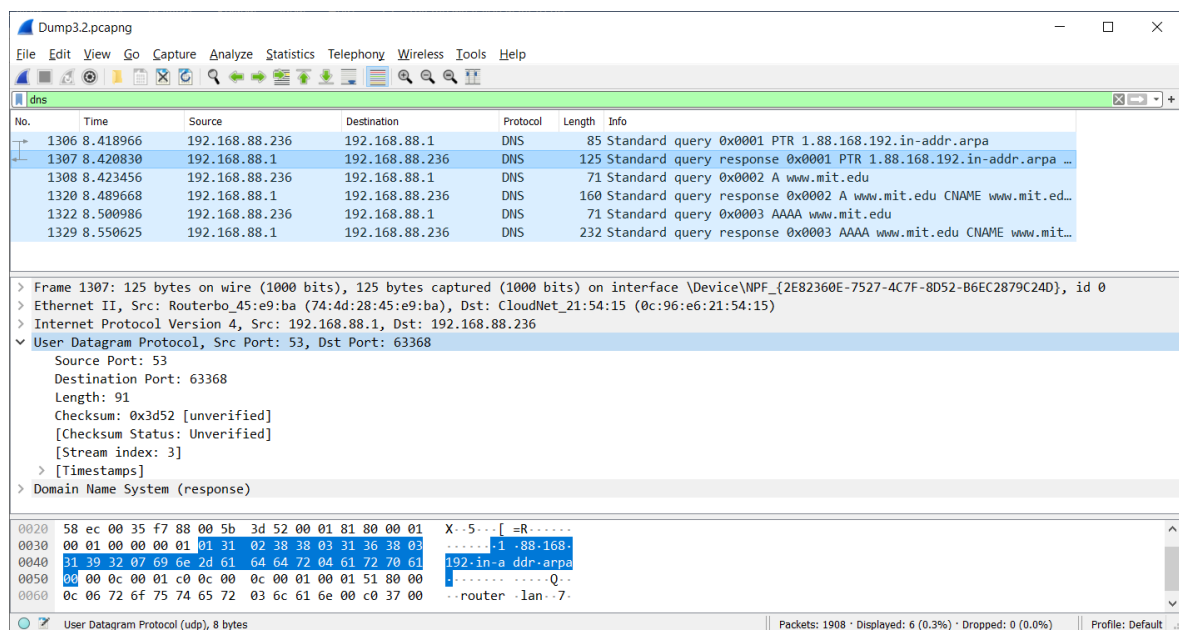 Dump3.2.pcapng
File Edit View Go Capture Analyze Statistics Telephony Wireless Tools Help
dns
No. Time Source Destination Protocol Length Info
1306 8.418966 192.168.88.236 192.168.88.1 DNS 85 Standard query 0x0001 PTR 1.88.168.192.in-addr.arpa
1307 8.420830 192.168.88.1 192.168.88.236 DNS 125 Standard query response 0x0001 PTR 1.88.168.192.in-addr.arpa …
1308 8.423456 192.168.88.236 192.168.88.1 DNS 71 Standard query 0x0002 A www.mit.edu
1320 8.489668 192.168.88.1 192.168.88.236 DNS 160 Standard query response 0x0002 A www.mit.edu CNAME www.mit.ed…
1322 8.500986 192.168.88.236 192.168.88.1 DNS 71 Standard query 0x0003 AAAA www.mit.edu
1329 8.550625 192.168.88.1 192.168.88.236 DNS 232 Standard query response 0x0003 AAAA www.mit.edu CNAME www.mit…
> Frame 1307: 125 bytes on wire (1000 bits), 125 bytes captured (1000 bits) on interface \Device\NPF_{2E82360E-7527-4C7F-8D52-B6EC2879C24D}, id 0
> Ethernet II, Src: Routerbo_45:e9:ba (74:4d:28:45:e9:ba), Dst: CloudNet_21:54:15 (0c:96:e6:21:54:15)
> Internet Protocol Version 4, Src: 192.168.88.1, Dst: 192.168.88.236
User Datagram Protocol, Src Port: 53, Dst Port: 63368
Source Port: 53
Destination Port: 63368
Length: 91
Checksum: 0x3d52 [unverified]
[Checksum Status: Unverified]
[Stream index: 3]
> [Timestamps]
> Domain Name System (response)
0020 58 ec 00 35 f7 88 00 5b 3d 52 00 01 81 80 00 01 X··5···[ =R······
0030 00 01 00 00 00 01 01 31 02 38 38 03 31 36 38 03 ·······1 ·88·168·
0040 31 39 32 07 69 6e 2d 61 64 64 72 04 61 72 70 61 192·in-a ddr·arpa
0050 00 00 0c 00 01 c0 0c 00 0c 00 01 00 01 51 80 00 ········ ·····Q··
0060 0c 06 72 6f 75 74 65 72 03 6c 61 6e 00 c0 37 00 ··router ·lan··7·
User Datagram Protocol (udp), 8 bytes Packets: 1908 · Displayed: 6 (0.3%) · Dropped: 0 (0.0%) Profile: Default